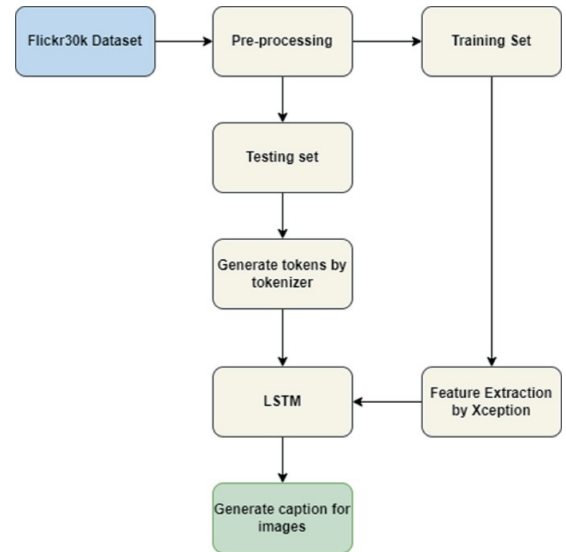 Flickr30k Dataset
Pre-processing
Training Set
Testing set
Generate tokens by
tokenizer
LSTM
Feature Extraction
by Xception
Generate caption for
images